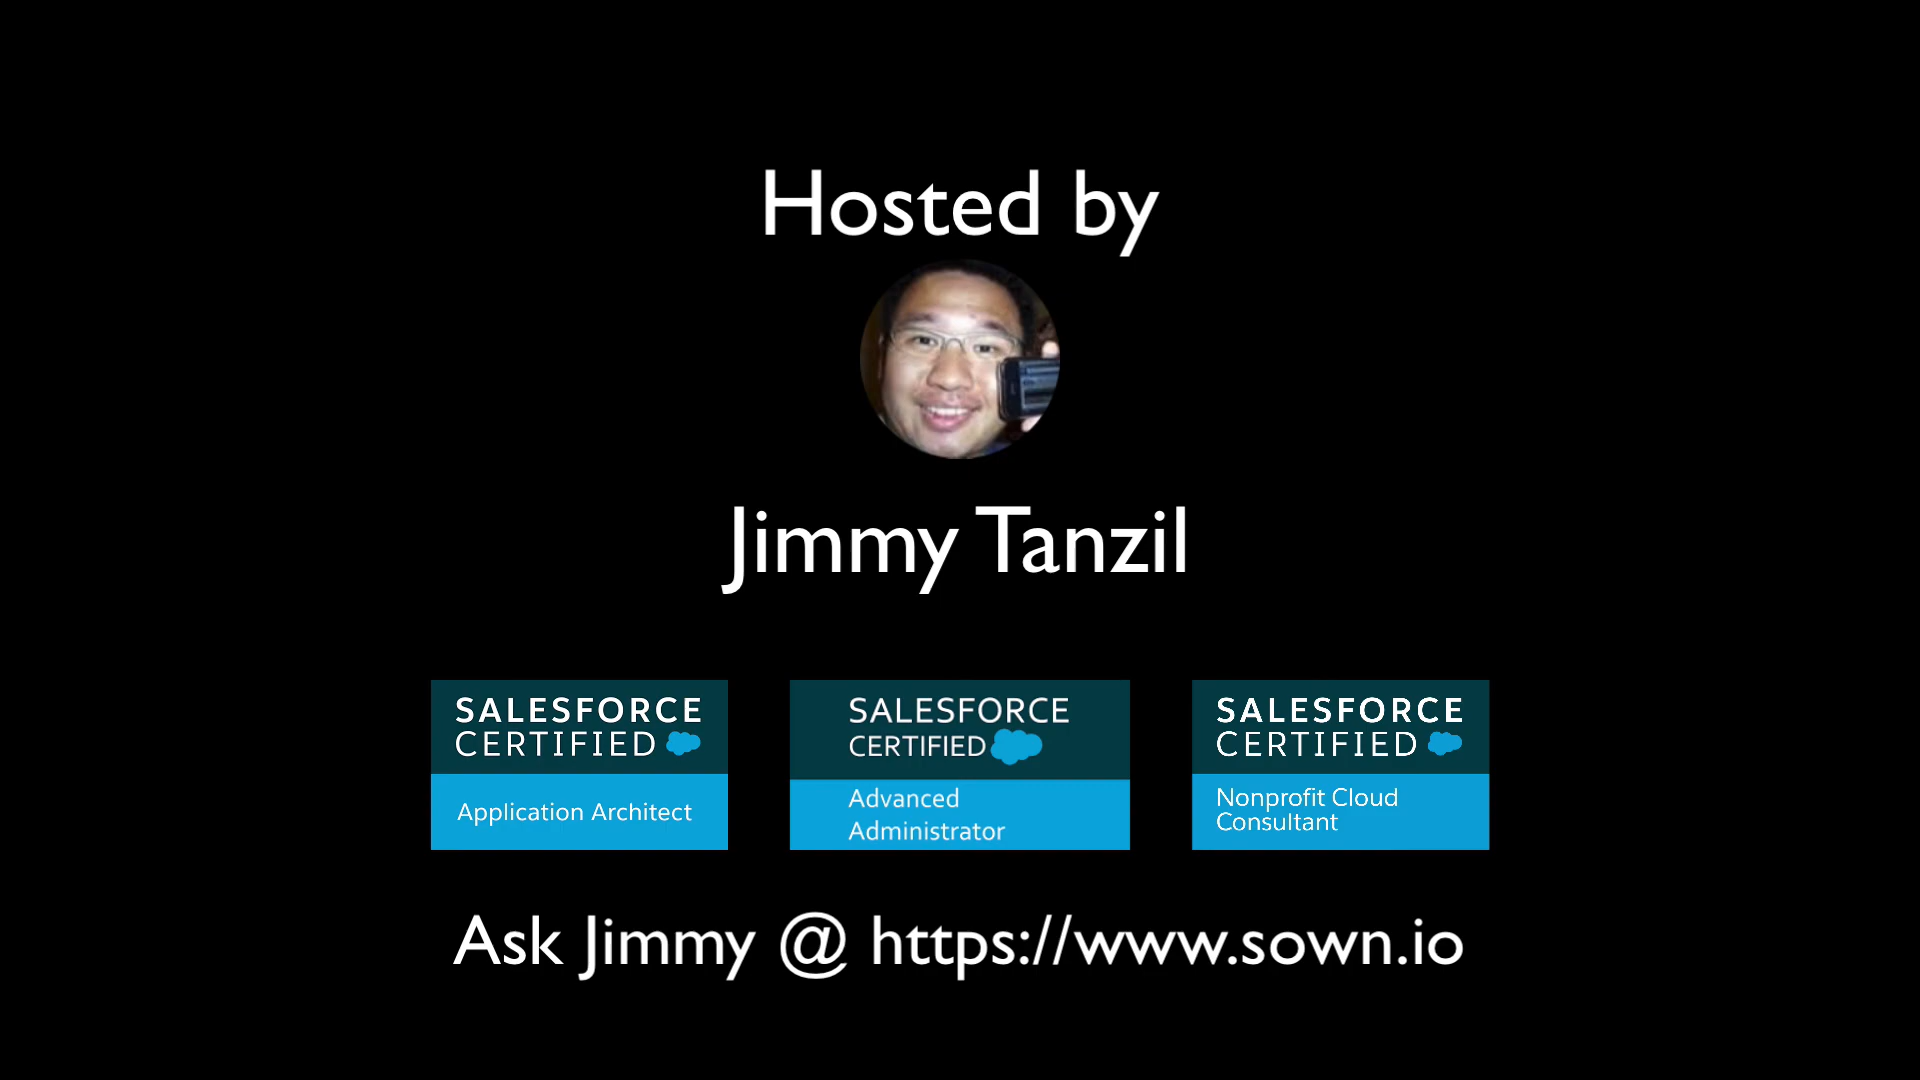 Hosted by
Jimmy Tanzil
SALESFORCE
CERTIFIED
Application Architect
SALESFORCE
CERTIFIED
Advanced
Administrator
SALESFORCE
CERTIFIED
Nonprofit Cloud
Consultant
Ask Jimmy @ https://www.sown.io